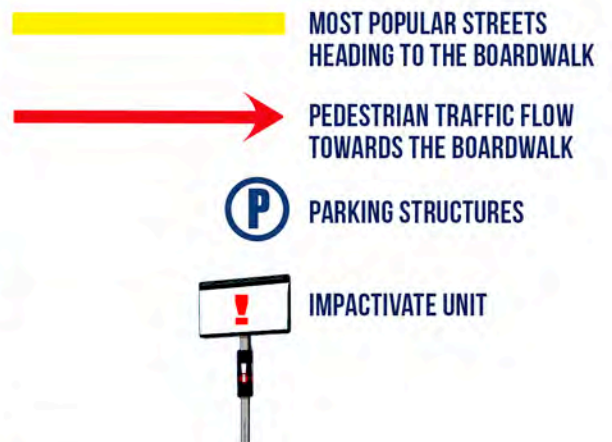 MOST POPULAR STREETS
HEADING TO THE BOARDWALK
PEDESTRIAN TRAFFIC FLOW
TOWARDS THE BOARDWALK
P PARKING STRUCTURES
! IMPACTIVATE UNIT
!